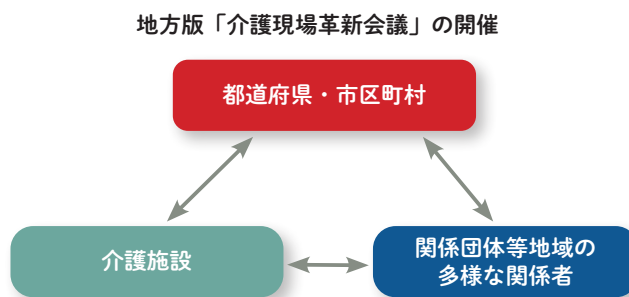 地方版「介護現場革新会議」の開催
都道府県・市区町村
介護施設
関係団体等地域の
多様な関係者